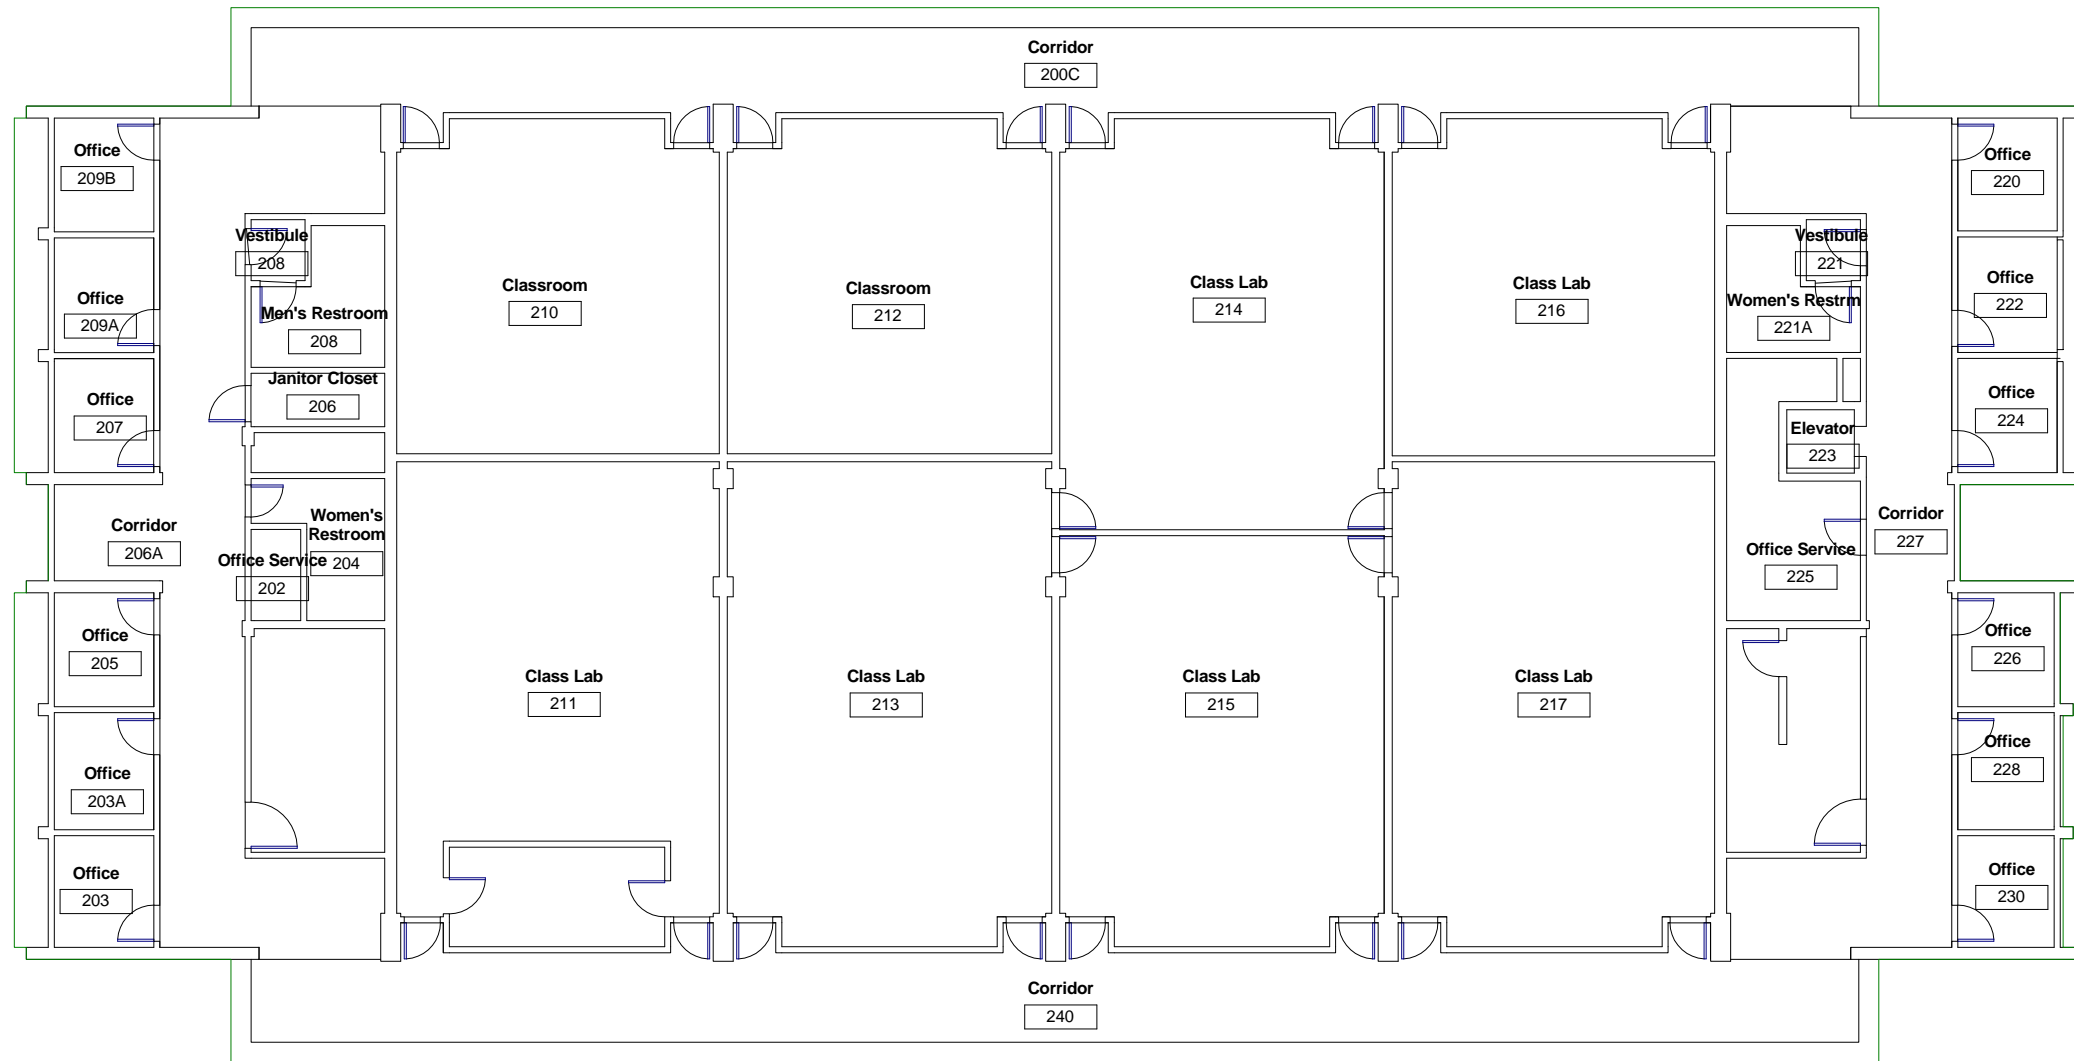 Corridor
200C
Office
209B
Office
220
Vestibule
208
Vestibule
221
Office
209A
Men's Restroom
208
Classroom
210
Classroom
212
Class Lab
214
Class Lab
216
Women's Restrm
221A
Office
222
Janitor Closet
206
Office
207
Office
224
Elevator
223
Corridor
206A
Women's
Restroom
204
Office Service
202
Office Service
225
Corridor
227
Office
205
Office
226
Class Lab
211
Class Lab
213
Class Lab
215
Class Lab
217
Office
203A
Office
228
Office
203
Office
230
Corridor
240